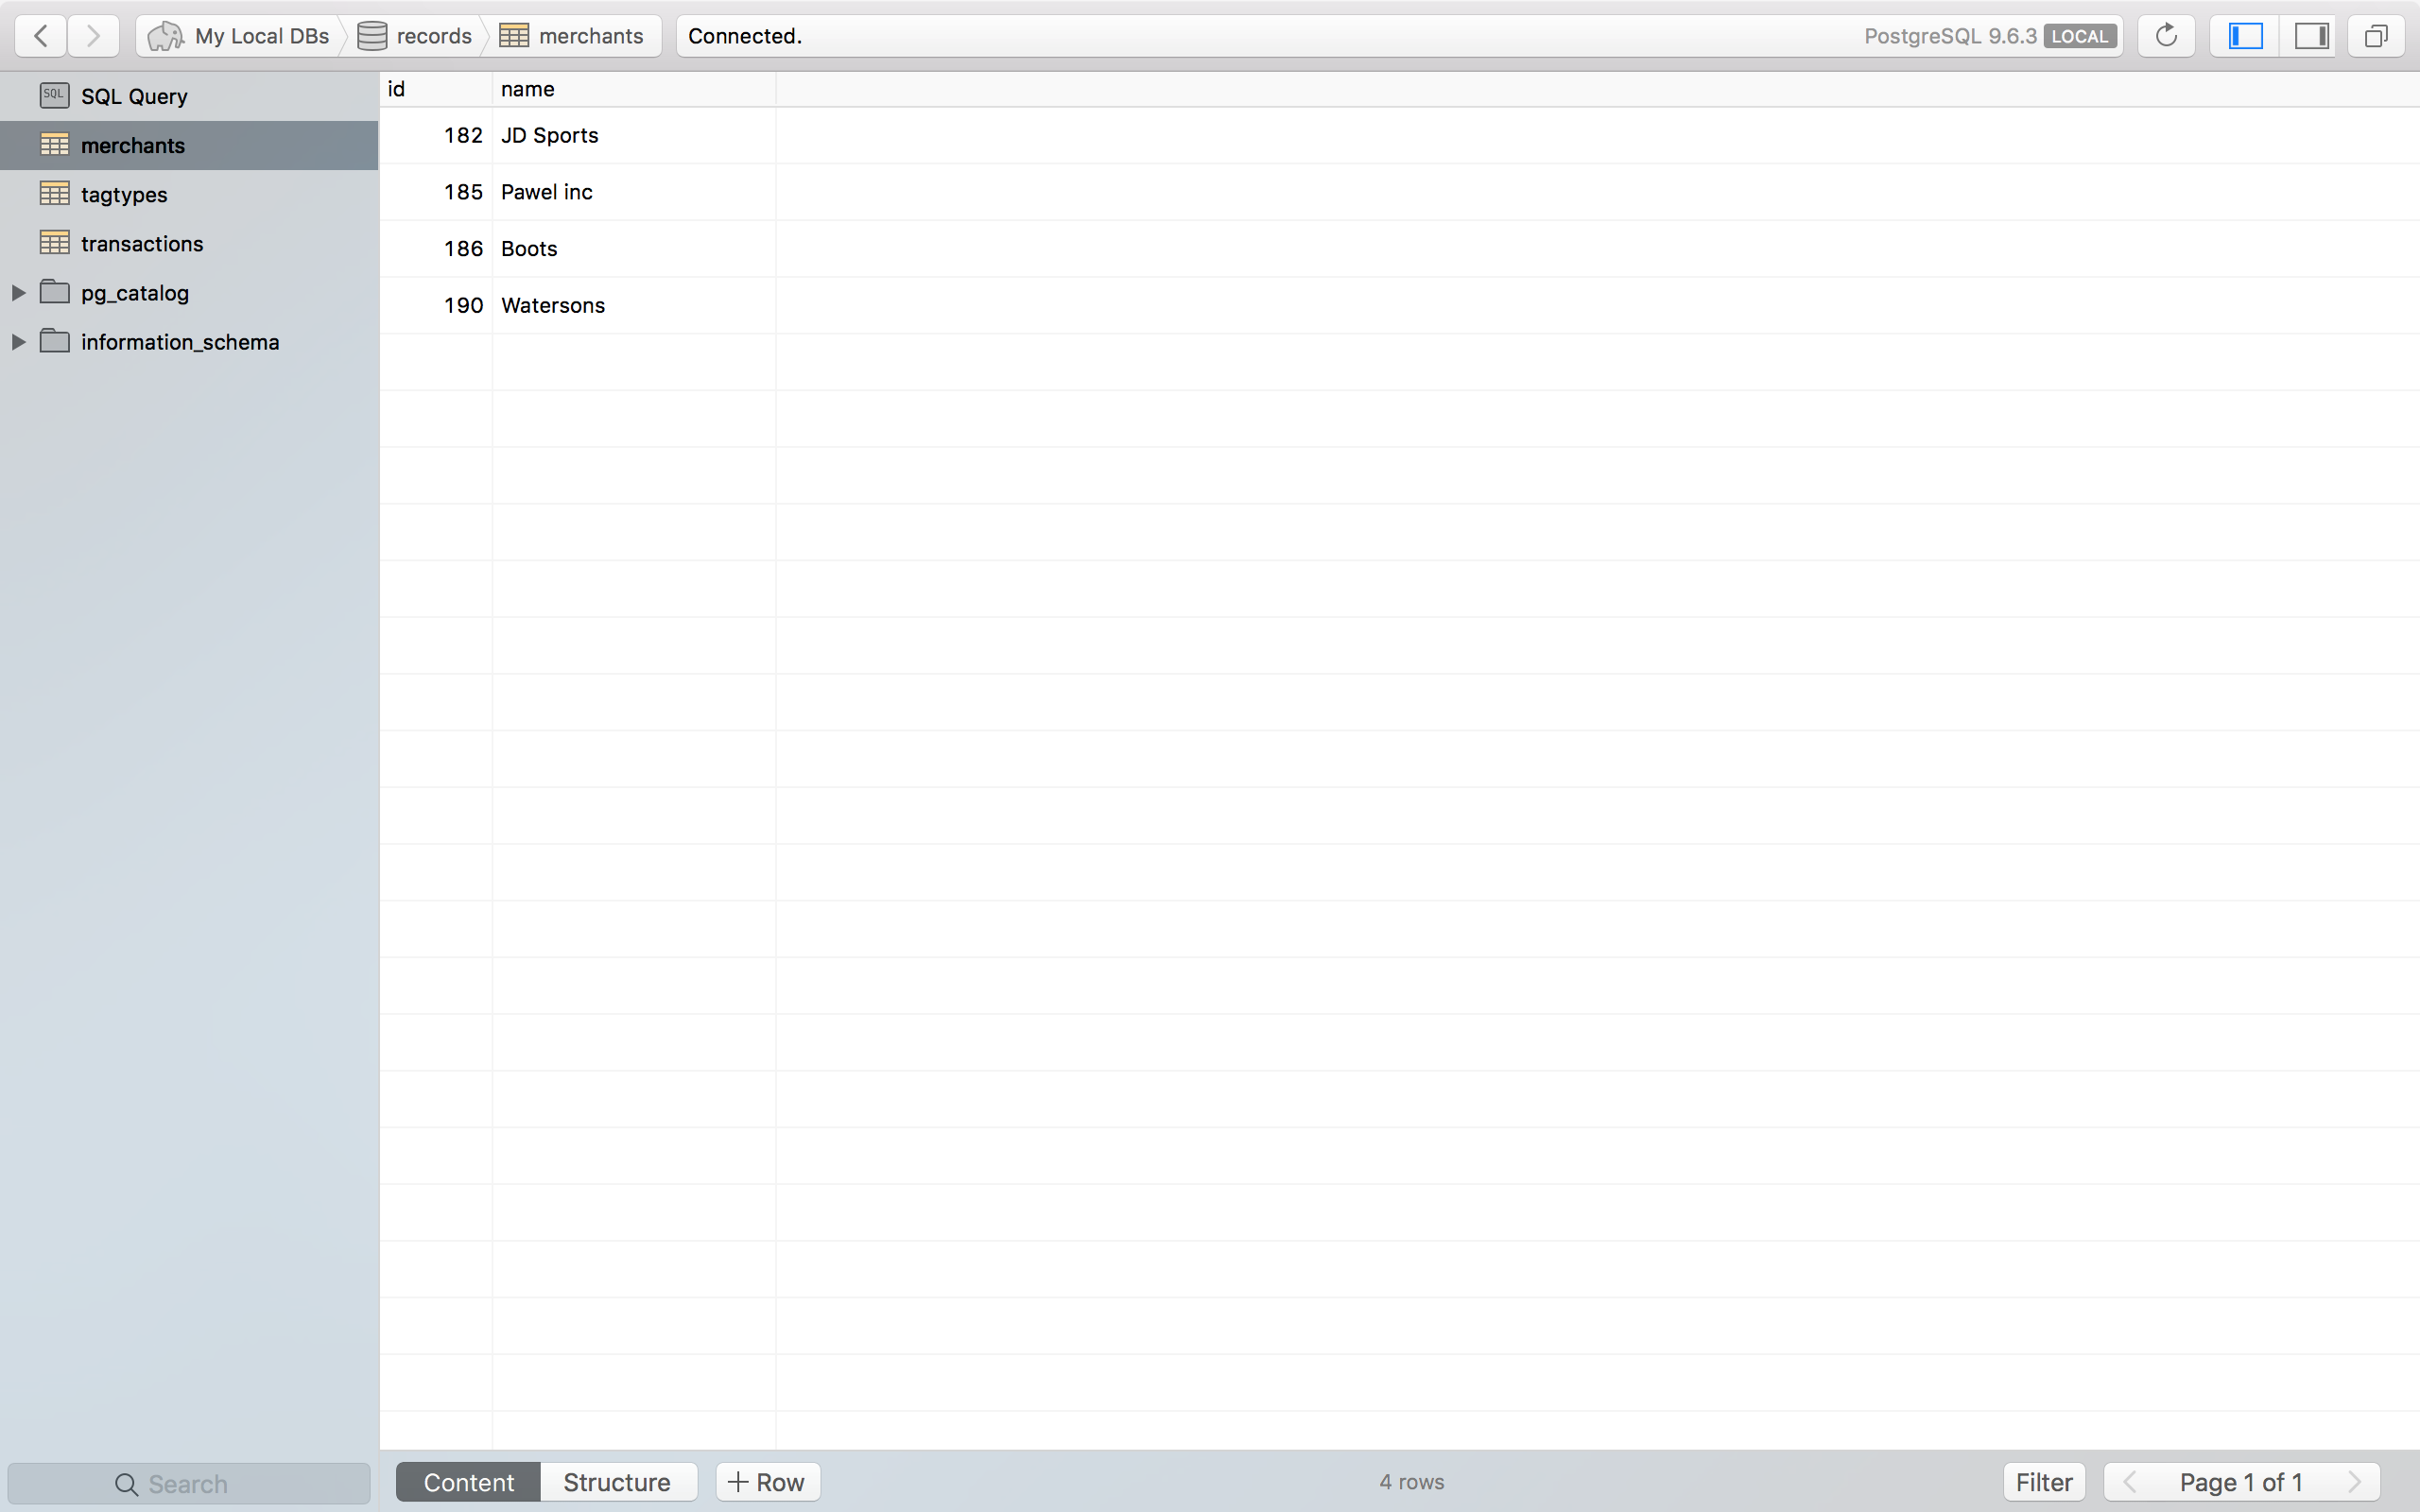 My Local DBs records merchants Connected. PostgreSQL 9.6.3 LOCAL
SQL SQL Query
merchants
tagtypes
transactions
pg_catalog
information_schema
id name
182 JD Sports
185 Pawel inc
186 Boots
190 Watersons
Search Content Structure + Row 4 rows Filter Page 1 of 1